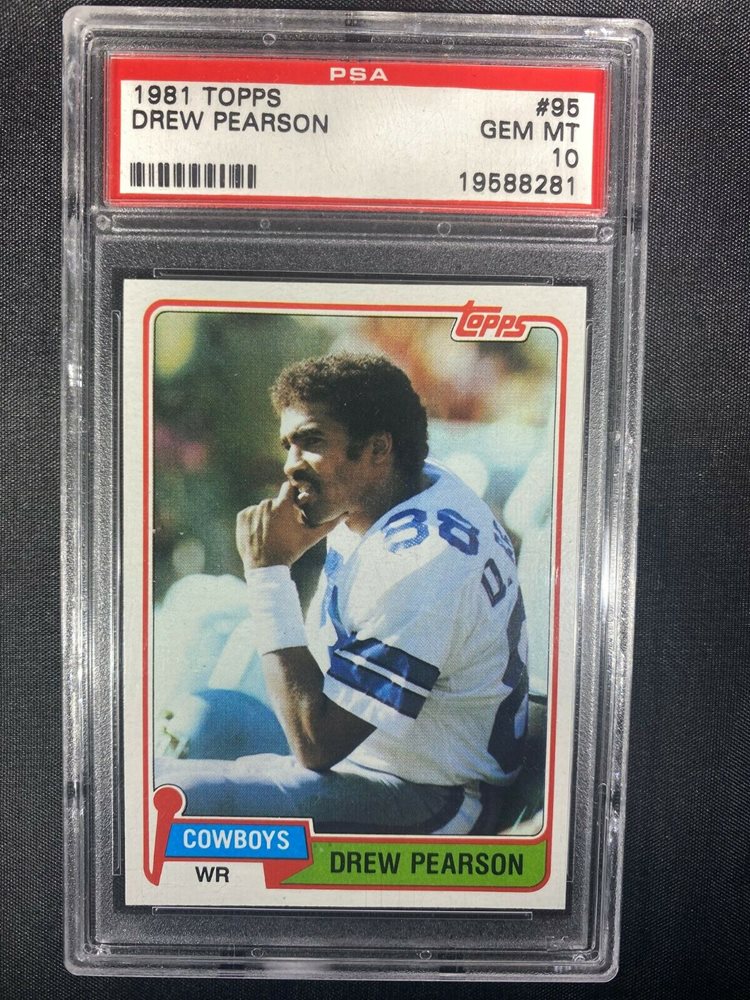 PSA
1981 TOPPS #95
DREW PEARSON GEM MT
10
19588281
topps
88
D.
COWBOYS
WR
DREW PEARSON